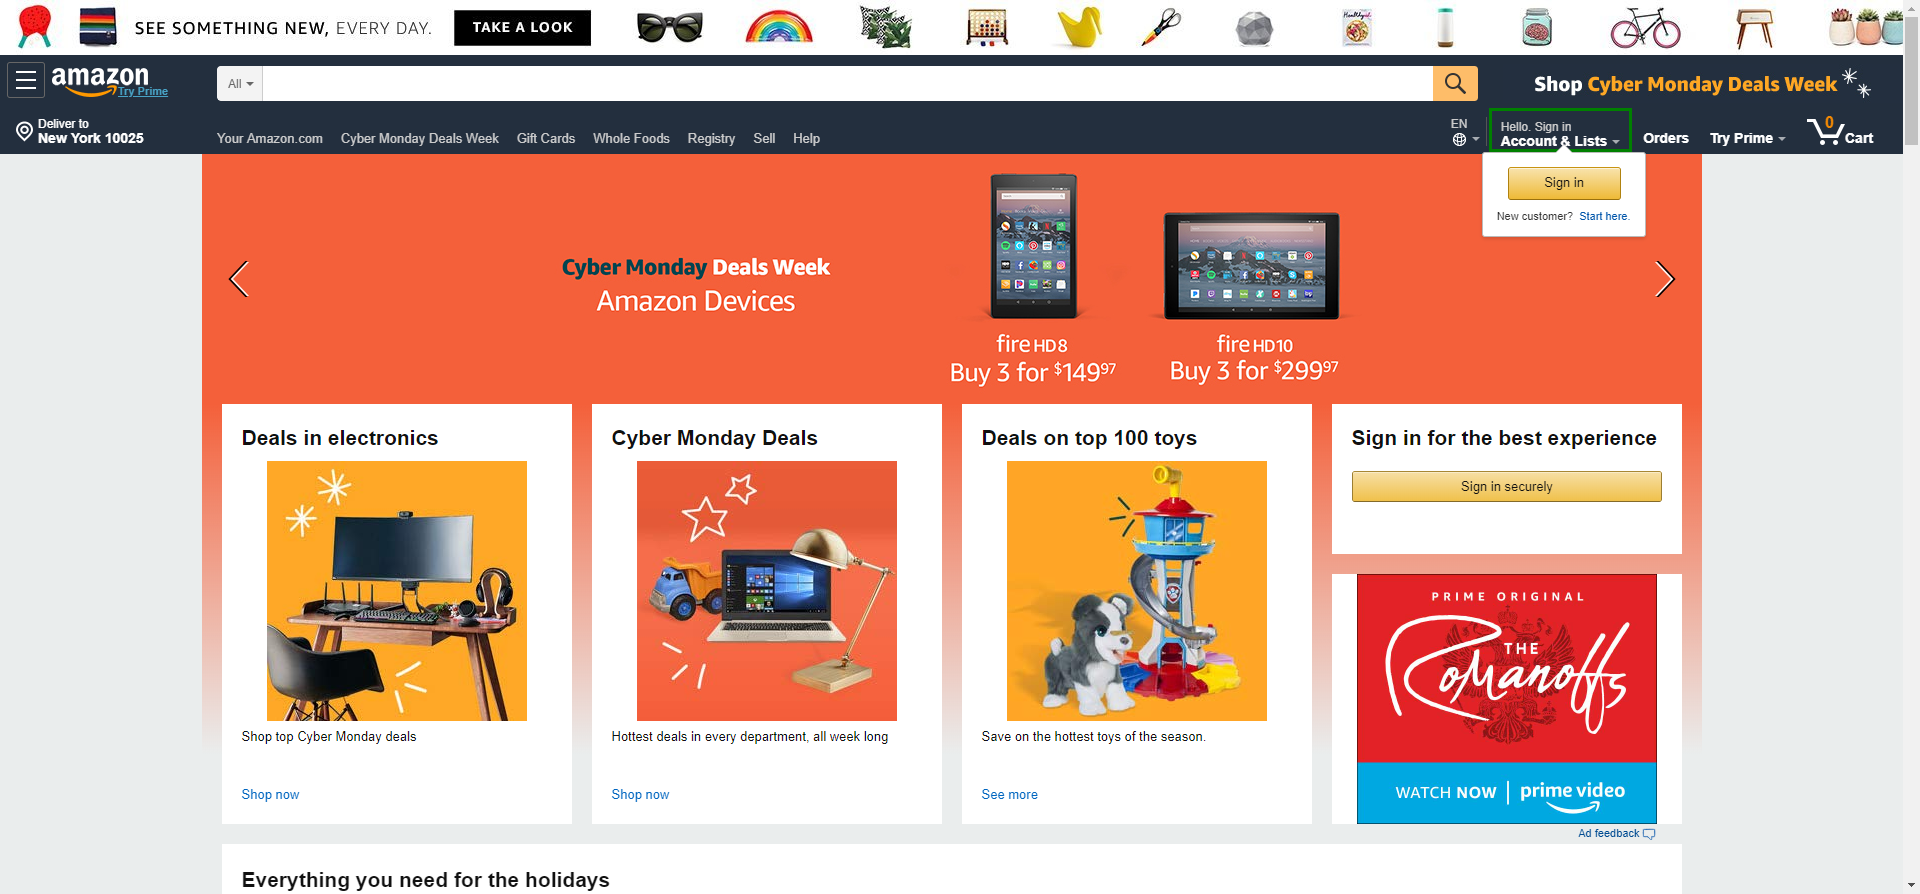 SEE SOMETHING NEW, EVERY DAY.
TAKE A LOOK
amazon
Try Prime
All
Shop Cyber Monday Deals Week
Deliver to
New York 10025
Your Amazon.com
Cyber Monday Deals Week
Gift Cards
Whole Foods
Registry
Sell
Help
EN
Hello. Sign in
Account & Lists
Orders
Try Prime
0
Cart
Sign in
New customer? Start here.
Cyber Monday Deals Week
Amazon Devices
fire HD8
Buy 3 for $149 97
fire HD10
Buy 3 for $299 97
Deals in electronics
Shop top Cyber Monday deals
Shop now
Cyber Monday Deals
Hottest deals in every department, all week long
Shop now
Deals on top 100 toys
Save on the hottest toys of the season.
See more
Sign in for the best experience
Sign in securely
PRIME ORIGINAL
THE
Romanoffs
WATCH NOW
prime video
Ad feedback
Everything you need for the holidays